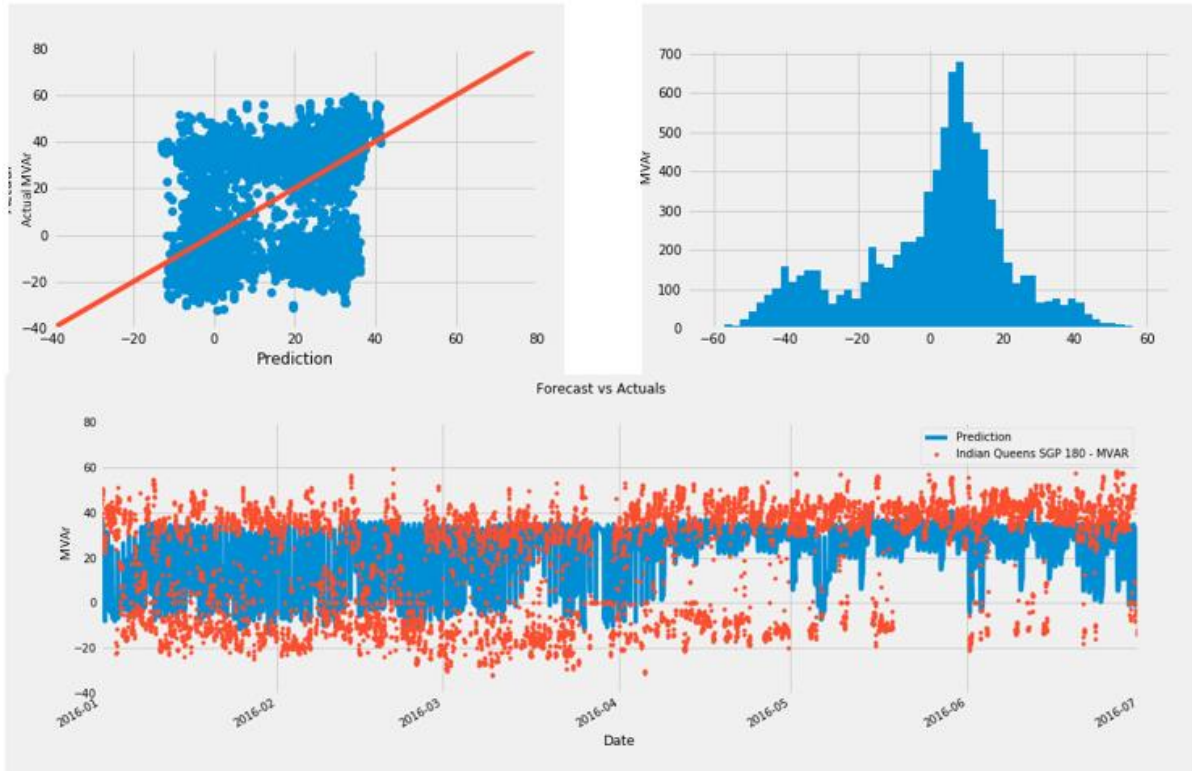 80
60
40
20
0
−20
−40
Actual MVAr
−40 −20 0 20 40 60 80
Prediction
700
600
500
400
300
200
100
0
MVAr
−60 −40 −20 0 20 40 60
Forecast vs Actuals
80
60
40
20
0
−20
−40
MVAr
Prediction
Indian Queens SGP 180 - MVAR
2016-01 2016-02 2016-03 2016-04 2016-05 2016-06 2016-07
Date